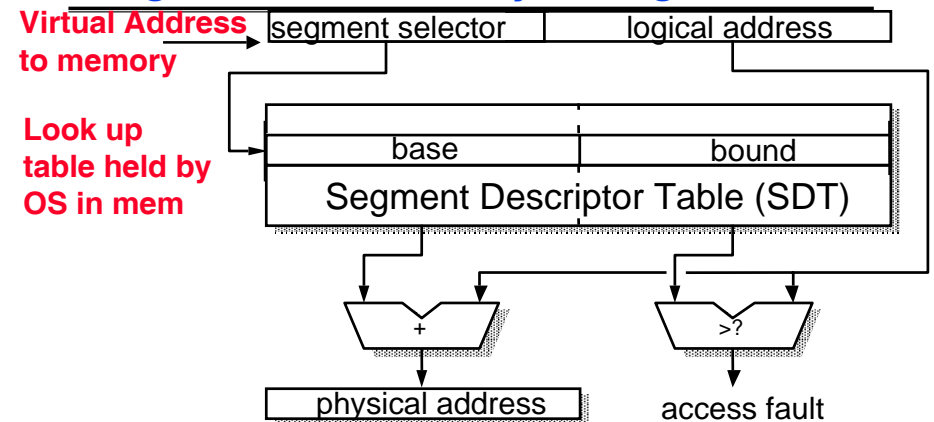 Virtual Address
to memory
segment selector
logical address
Look up
table held by
OS in mem
base
bound
Segment Descriptor Table (SDT)
+
>?
physical address
access fault